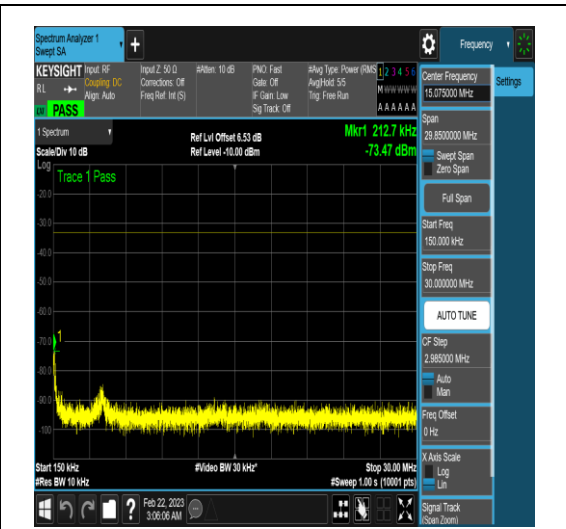 Spectrum Analyzer 1
Swept SA
Frequency
KEYSIGHT
RL
PASS
Input: RF
Coupling: DC
Align: Auto
Input Z: 50 Ω
Corrections: Off
Freq Ref: Int (S)
#Atten: 10 dB
PNO: Fast
Gate: Off
IF Gain: Low
Sig Track: Off
#Avg Type: Power (RMS
Avg|Hold: 5/5
Trig: Free Run
1 2 3 4 5 6
M W W W W W
A A A A A A
1 Spectrum
Scale/Div 10 dB
Ref Lvl Offset 6.53 dB
Ref Level -10.00 dBm
Mkr1 212.7 kHz
-73.47 dBm
Log
Trace 1 Pass
-20.0
-30.0
-40.0
-50.0
-60.0
-70.0
-80.0
-90.0
-100
1
Start 150 kHz
#Res BW 10 kHz
#Video BW 30 kHz*
Stop 30.00 MHz
#Sweep 1.00 s (10001 pts)
Feb 22, 2023
3:06:06 AM
?
Center Frequency
15.075000 MHz
Span
29.8500000 MHz
Swept Span
Zero Span
Full Span
Start Freq
150.000 kHz
Stop Freq
30.000000 MHz
AUTO TUNE
CF Step
2.985000 MHz
Auto
Man
Freq Offset
0 Hz
X Axis Scale
Log
Lin
Signal Track
(Span Zoom)
Settings